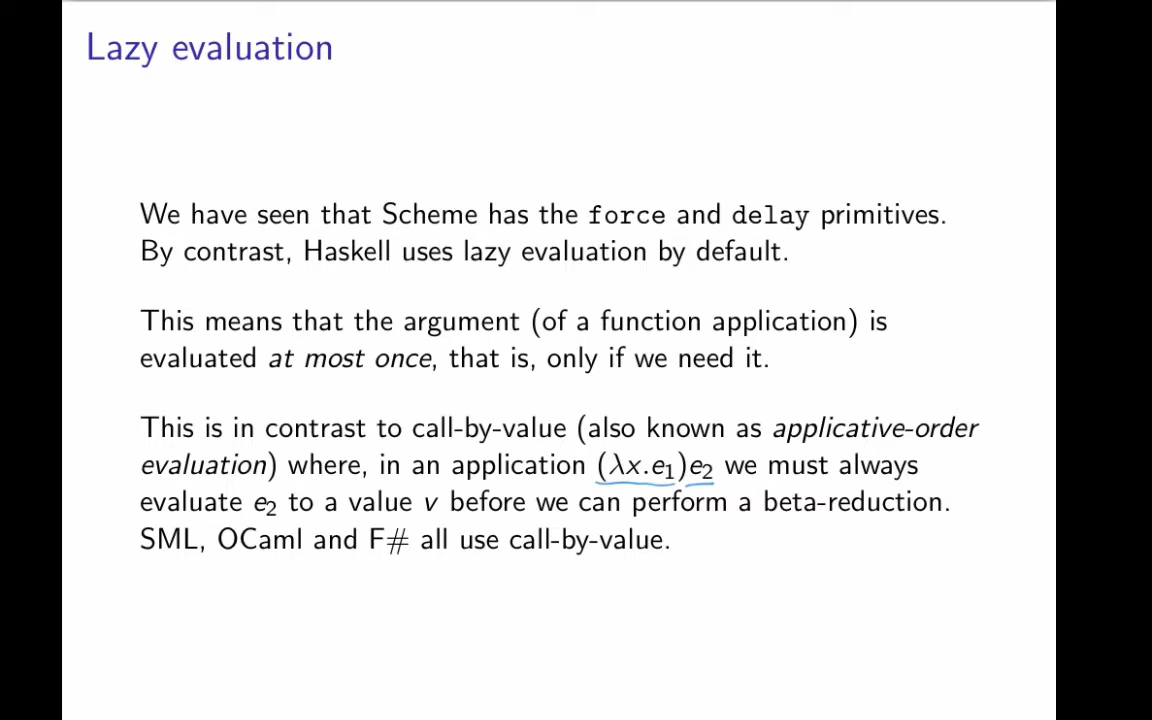 Lazy evaluation
We have seen that Scheme has the force and delay primitives.
By contrast, Haskell uses lazy evaluation by default.
This means that the argument (of a function application) is
evaluated at most once, that is, only if we need it.
This is in contrast to call-by-value (also known as applicative-order
evaluation) where, in an application (λx.e₁)e₂ we must always
evaluate e₂ to a value v before we can perform a beta-reduction.
SML, OCaml and F# all use call-by-value.